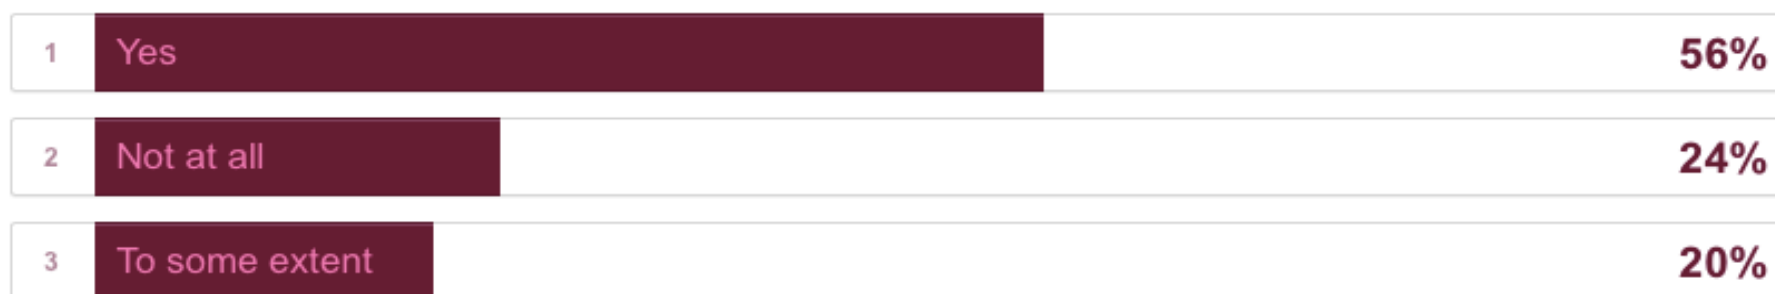 1 Yes 56%
2 Not at all 24%
3 To some extent 20%